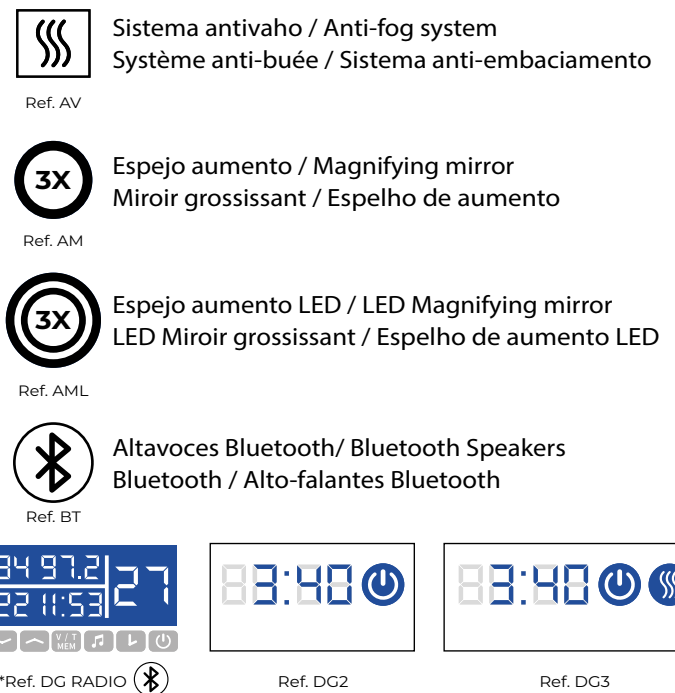 Sistema antivaho / Anti-fog system
Système anti-buée / Sistema anti-embaciamento
Ref. AV
3X
Espejo aumento / Magnifying mirror
Miroir grossissant / Espelho de aumento
Ref. AM
3X
Espejo aumento LED / LED Magnifying mirror
LED Miroir grossissant / Espelho de aumento LED
Ref. AML
Altavoces Bluetooth/ Bluetooth Speakers
Bluetooth / Alto-falantes Bluetooth
Ref. BT
97.2
11:53
27
V / T
MEM
3:40
3:40
*Ref. DG RADIO
Ref. DG2
Ref. DG3